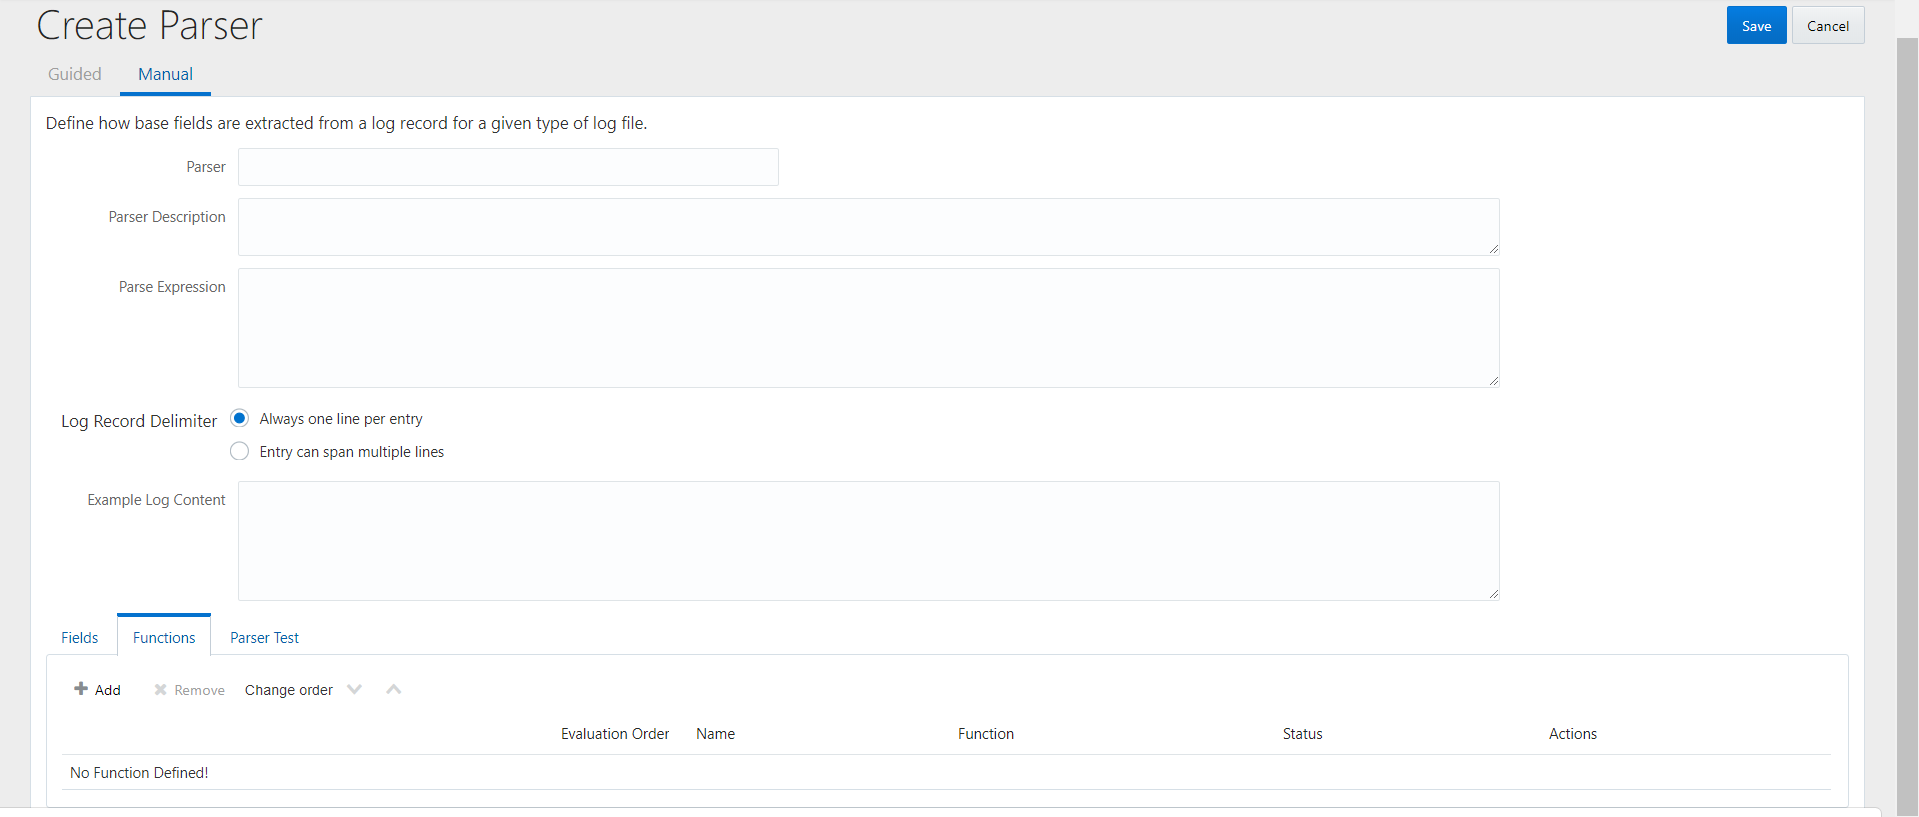 Create Parser
Save Cancel
Guided Manual
Define how base fields are extracted from a log record for a given type of log file.
Parser
Parser Description
Parse Expression
Log Record Delimiter Always one line per entry
Entry can span multiple lines
Example Log Content
Fields Functions Parser Test
Add Remove Change order
Evaluation Order Name Function Status Actions
No Function Defined!